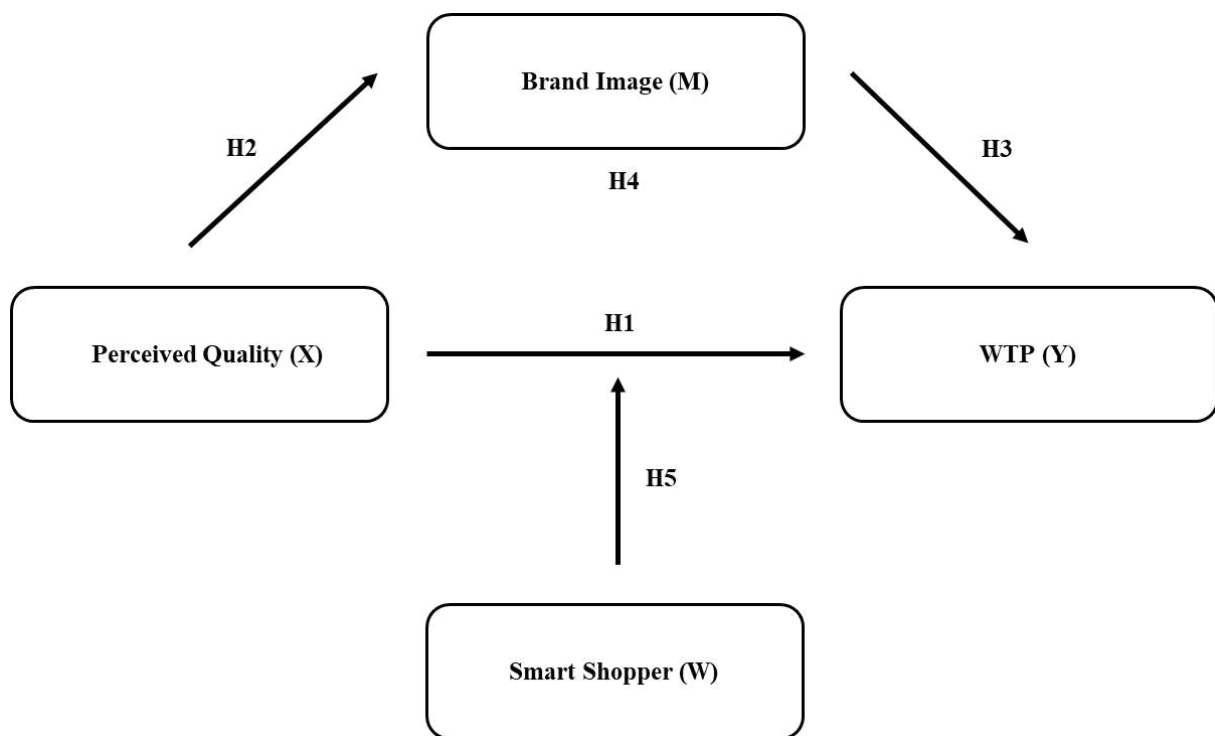 Brand Image (M)
H2
H3
H4
Perceived Quality (X)
H1
WTP (Y)
H5
Smart Shopper (W)